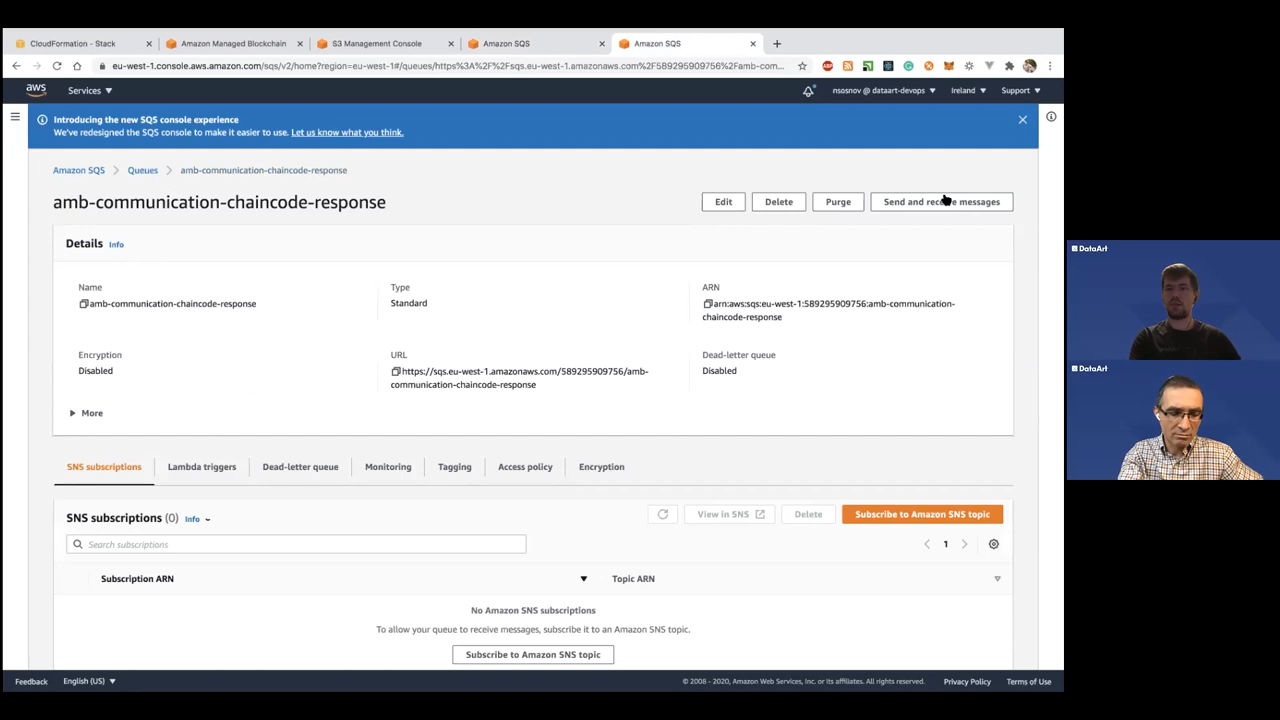 CloudFormation - Stack
Amazon Managed Blockchain
S3 Management Console
Amazon SQS
Amazon SQS
eu-west-1.console.aws.amazon.com/sqs/v2/home?region=eu-west-1#/queues/https%3A%2F%2Fsqs.eu-west-1.amazonaws.com%2F589295909756%2Famb-com...
aws
Services
nsosnov @ dataart-devops
Ireland
Support
Introducing the new SQS console experience
We've redesigned the SQS console to make it easier to use. Let us know what you think.
Amazon SQS
Queues
amb-communication-chaincode-response
amb-communication-chaincode-response
Edit
Delete
Purge
Send and receive messages
Details
Info
Name
amb-communication-chaincode-response
Type
Standard
ARN
arn:aws:sqs:eu-west-1:589295909756:amb-communication-
chaincode-response
Encryption
Disabled
URL
https://sqs.eu-west-1.amazonaws.com/589295909756/amb-
communication-chaincode-response
Dead-letter queue
Disabled
More
SNS subscriptions
Lambda triggers
Dead-letter queue
Monitoring
Tagging
Access policy
Encryption
SNS subscriptions (0)
Info
View in SNS
Delete
Subscribe to Amazon SNS topic
Search subscriptions
1
Subscription ARN
Topic ARN
No Amazon SNS subscriptions
To allow your queue to receive messages, subscribe it to an Amazon SNS topic.
Subscribe to Amazon SNS topic
Feedback
English (US)
© 2008 - 2020, Amazon Web Services, Inc. or its affiliates. All rights reserved.
Privacy Policy
Terms of Use
DataArt
DataArt